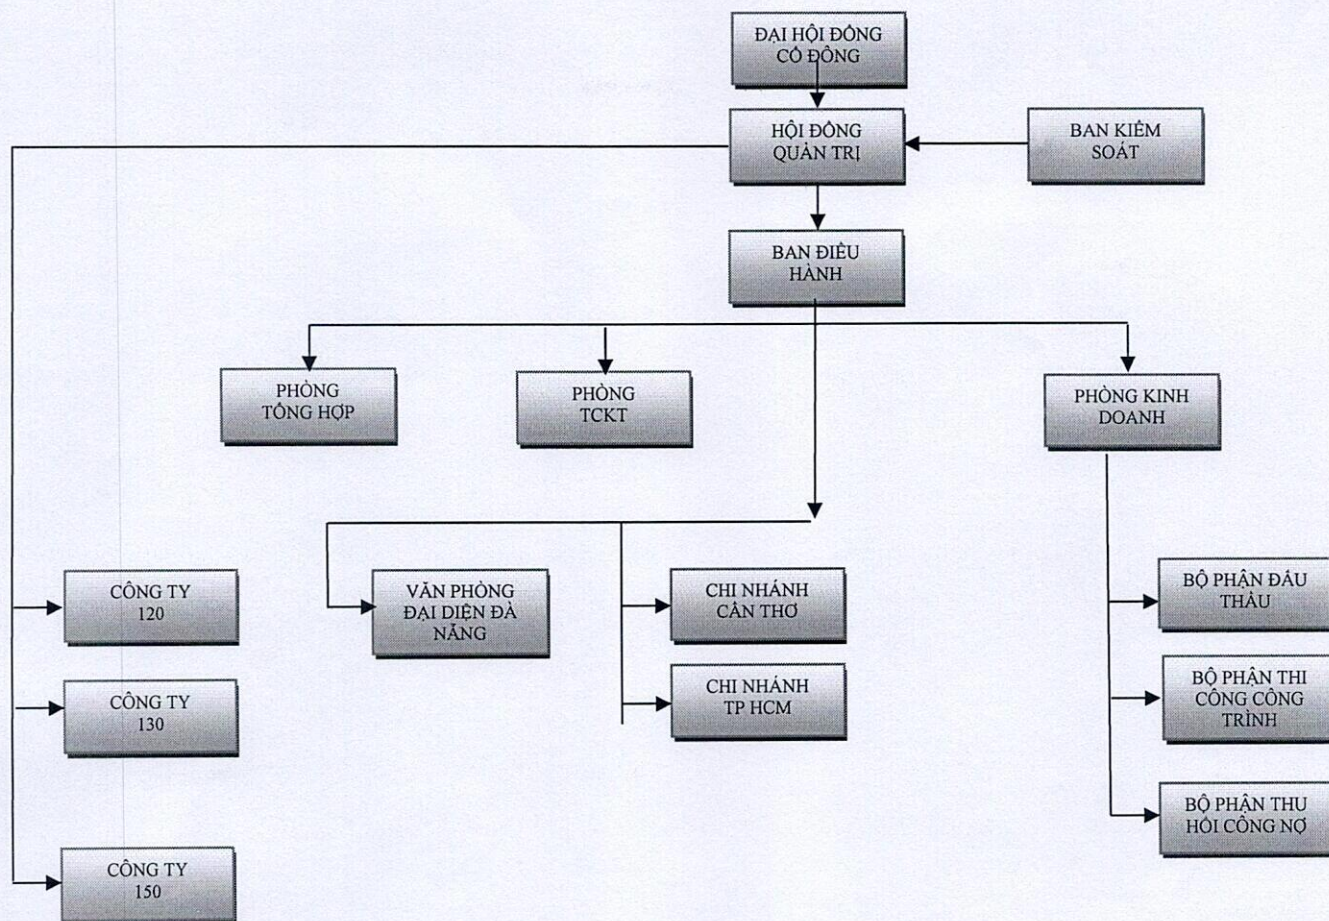 ĐẠI HỘI ĐỒNG
CỔ ĐÔNG
HỘI ĐỒNG
QUẢN TRỊ
BAN KIỂM
SOÁT
BAN ĐIỀU
HÀNH
PHÒNG
TỔNG HỢP
PHÒNG
TCKT
PHÒNG KINH
DOANH
CÔNG TY
120
VĂN PHÒNG
ĐẠI DIỆN ĐÀ
NẴNG
CHI NHÁNH
CẦN THƠ
BỘ PHẬN ĐẤU
THẦU
CÔNG TY
130
CHI NHÁNH
TP HCM
BỘ PHẬN THI
CÔNG CÔNG
TRÌNH
BỘ PHẬN THU
HỒI CÔNG NỢ
CÔNG TY
150